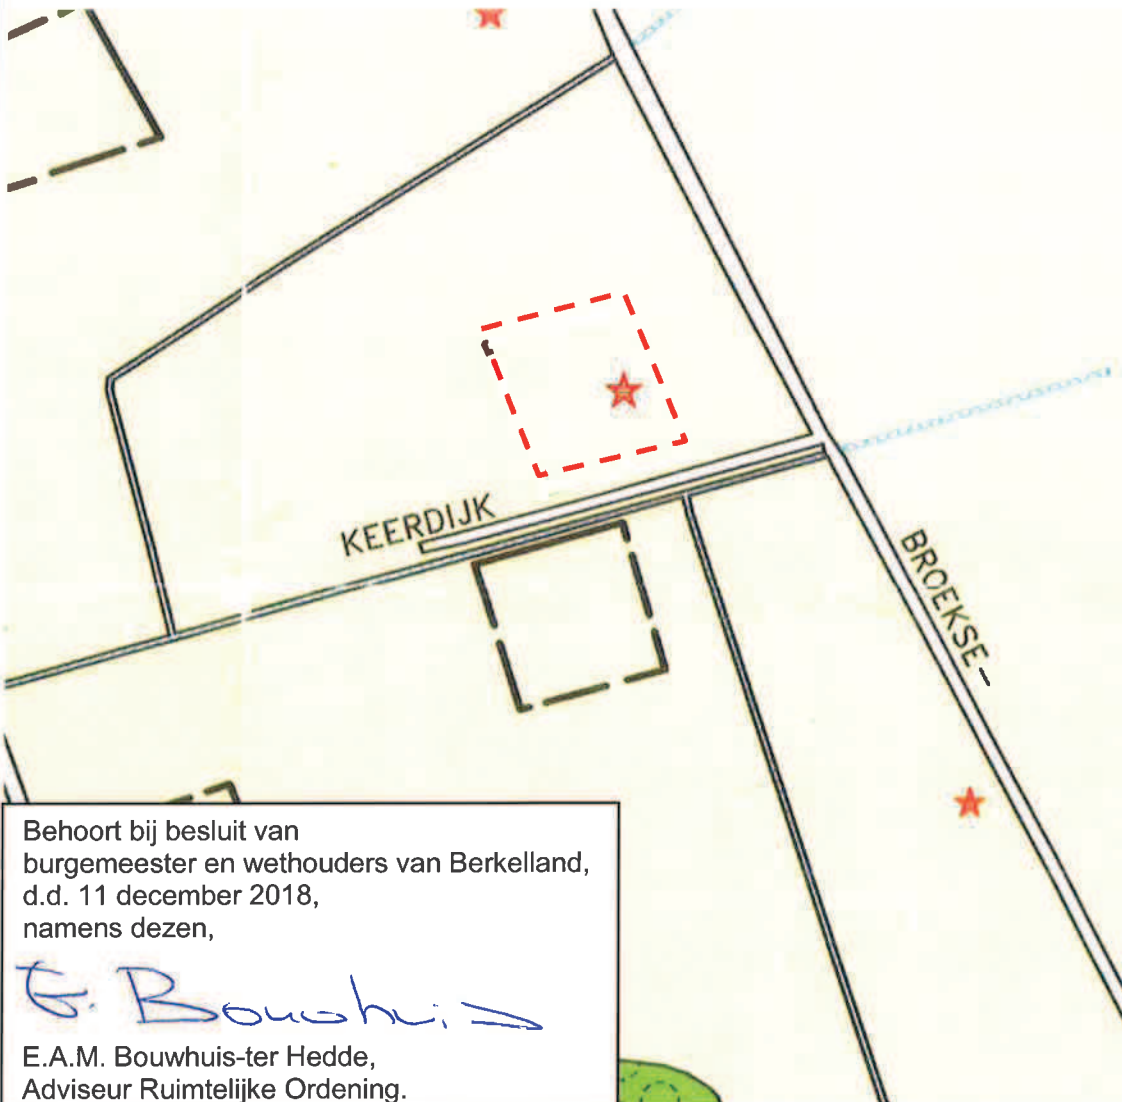 KEERDIJK
BROEKSE-
Behoort bij besluit van
burgemeester en wethouders van Berkelland,
d.d. 11 december 2018,
namens dezen,
E. Bouwhuis
E.A.M. Bouwhuis-ter Hedde,
Adviseur Ruimtelijke Ordening.